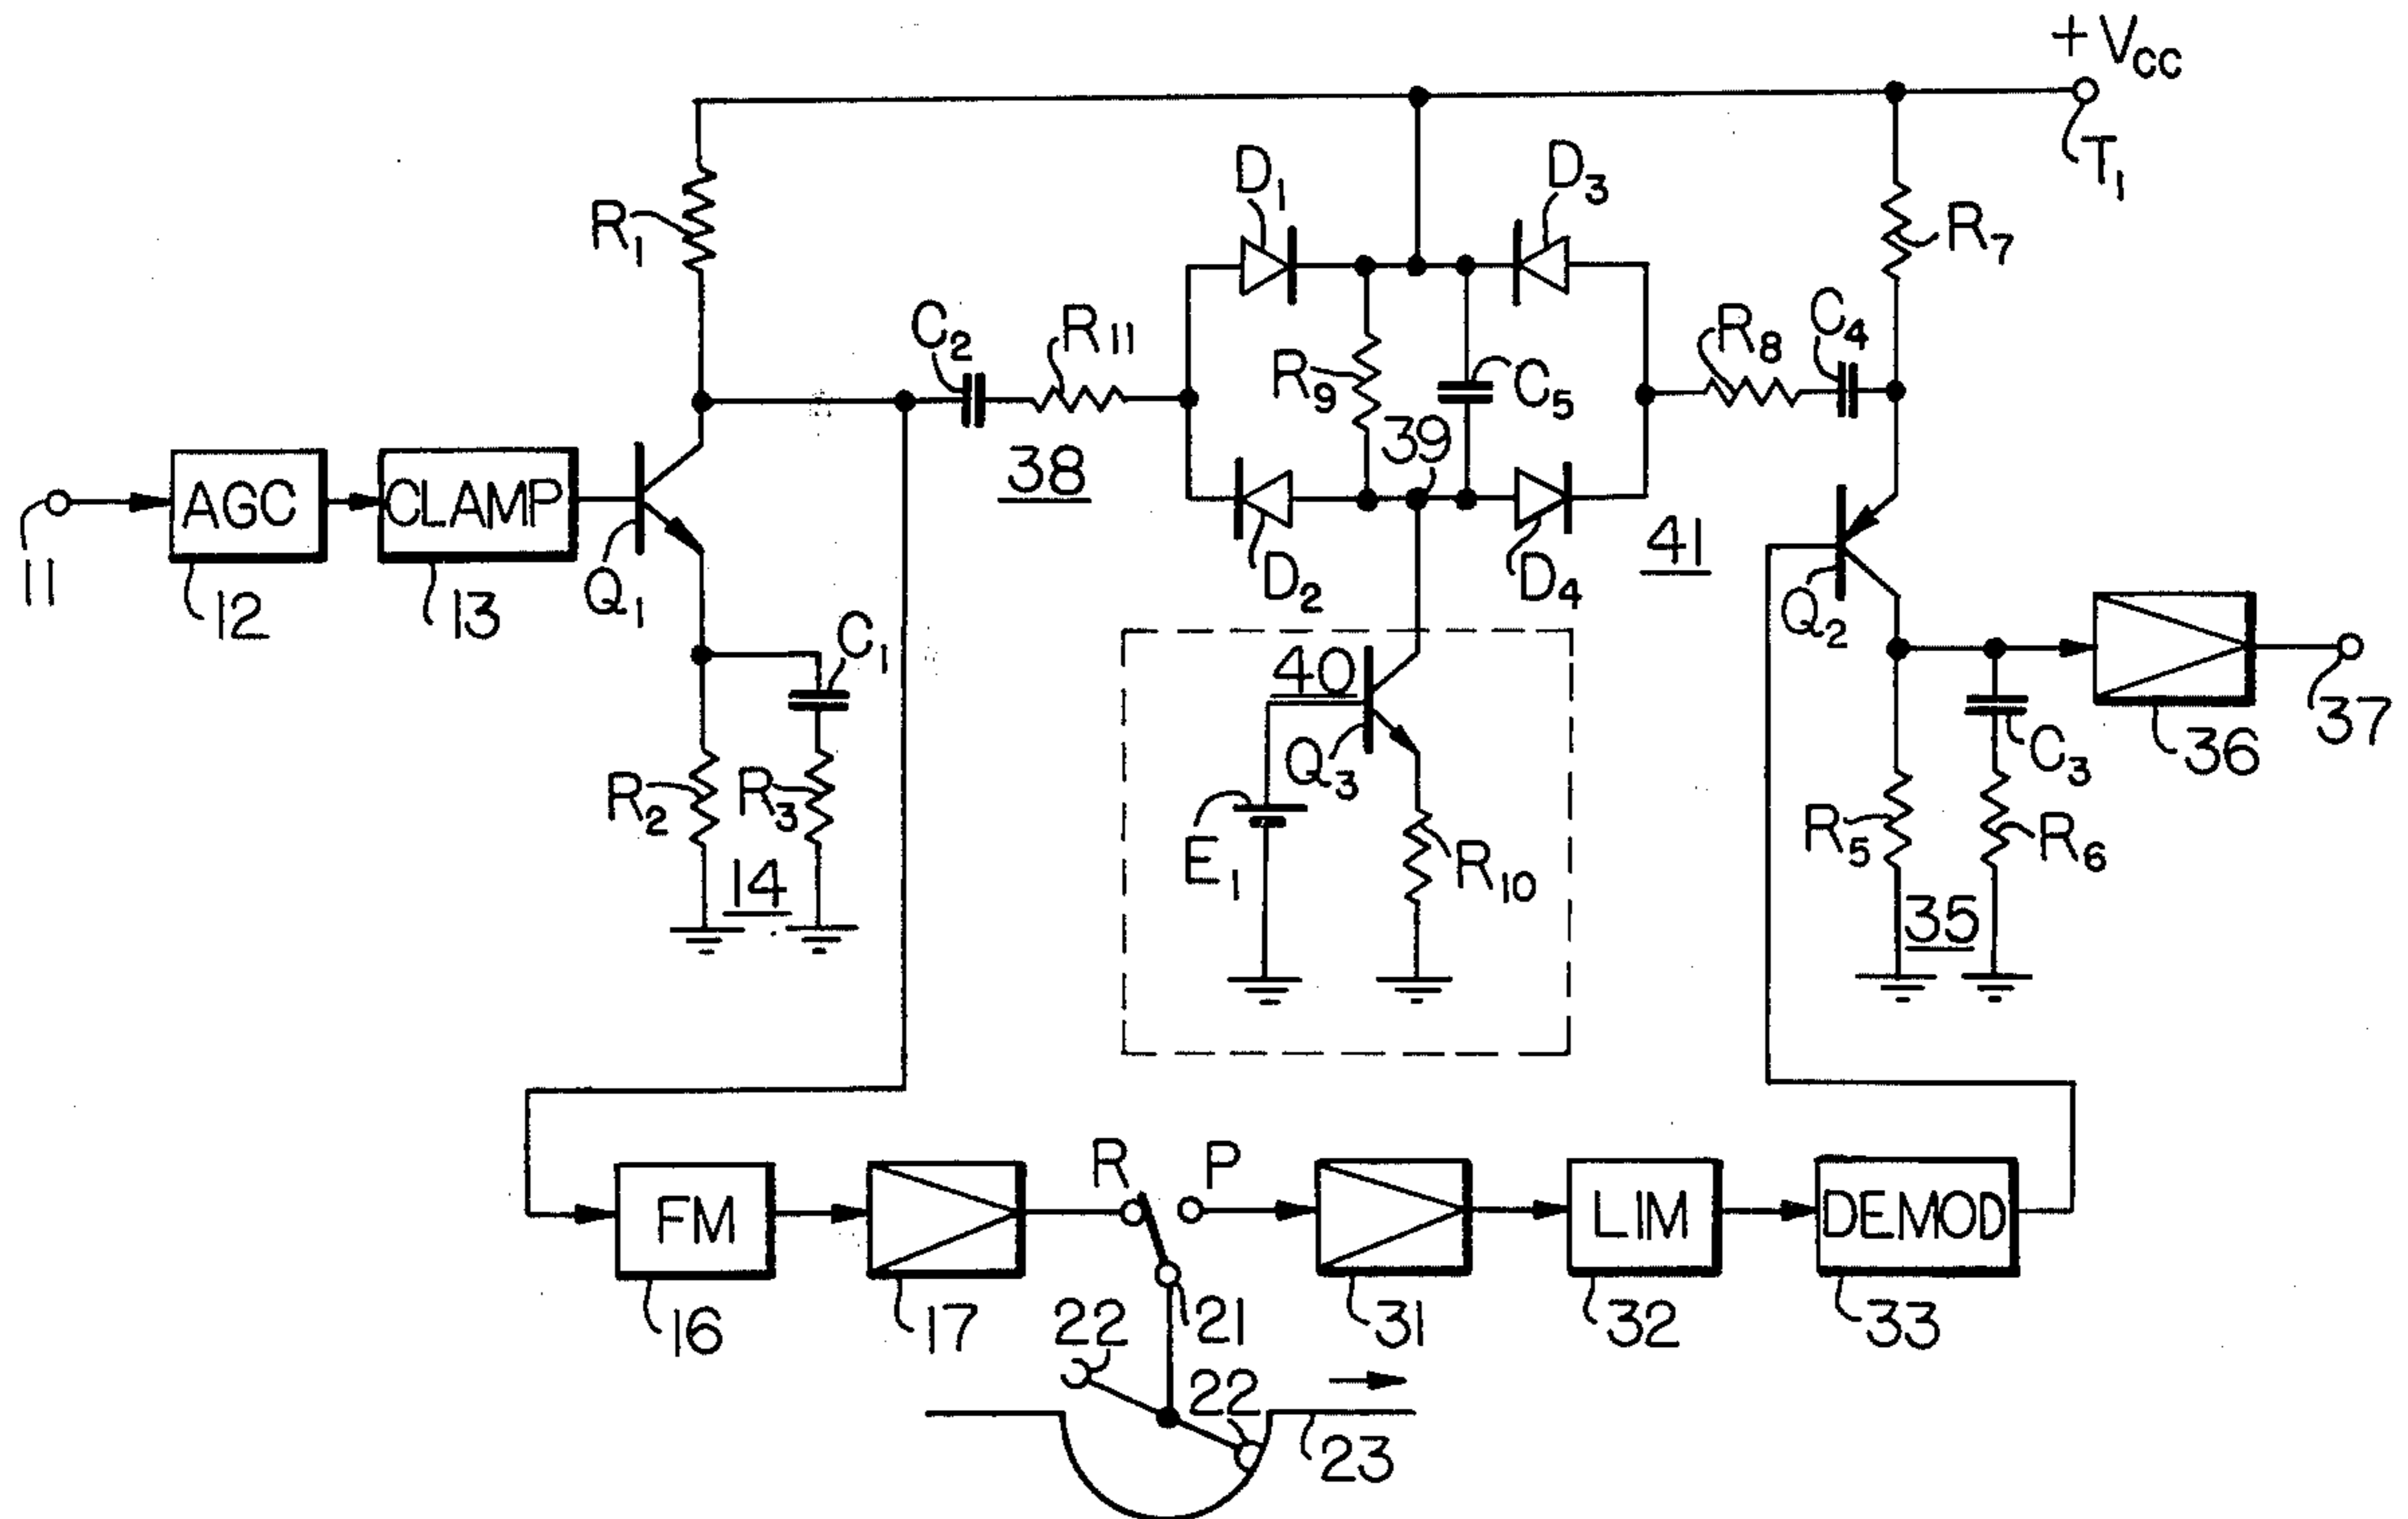 +VCC
T1
D1
D3
R1
R7
C2
R11
R8
C4
R9
C5
39
38
AGC
CLAMP
41
11
12
13
Q1
D2
D4
Q2
C1
40
Q3
C3
36
37
R2
R3
E1
R10
R5
R6
14
35
R
P
FM
LIM
DEMOD
16
17
22
21
31
32
33
22
23